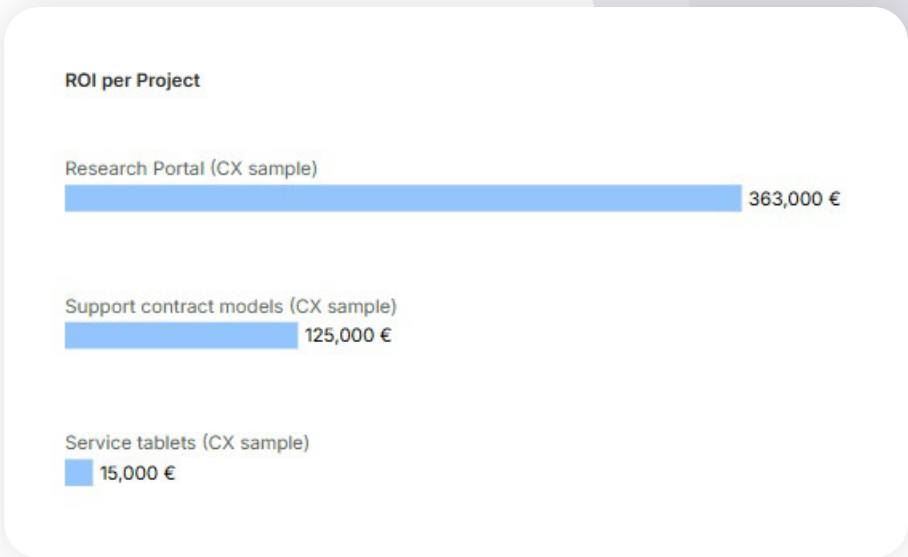 ROI per Project
Research Portal (CX sample)
363,000 €
Support contract models (CX sample)
125,000 €
Service tablets (CX sample)
15,000 €